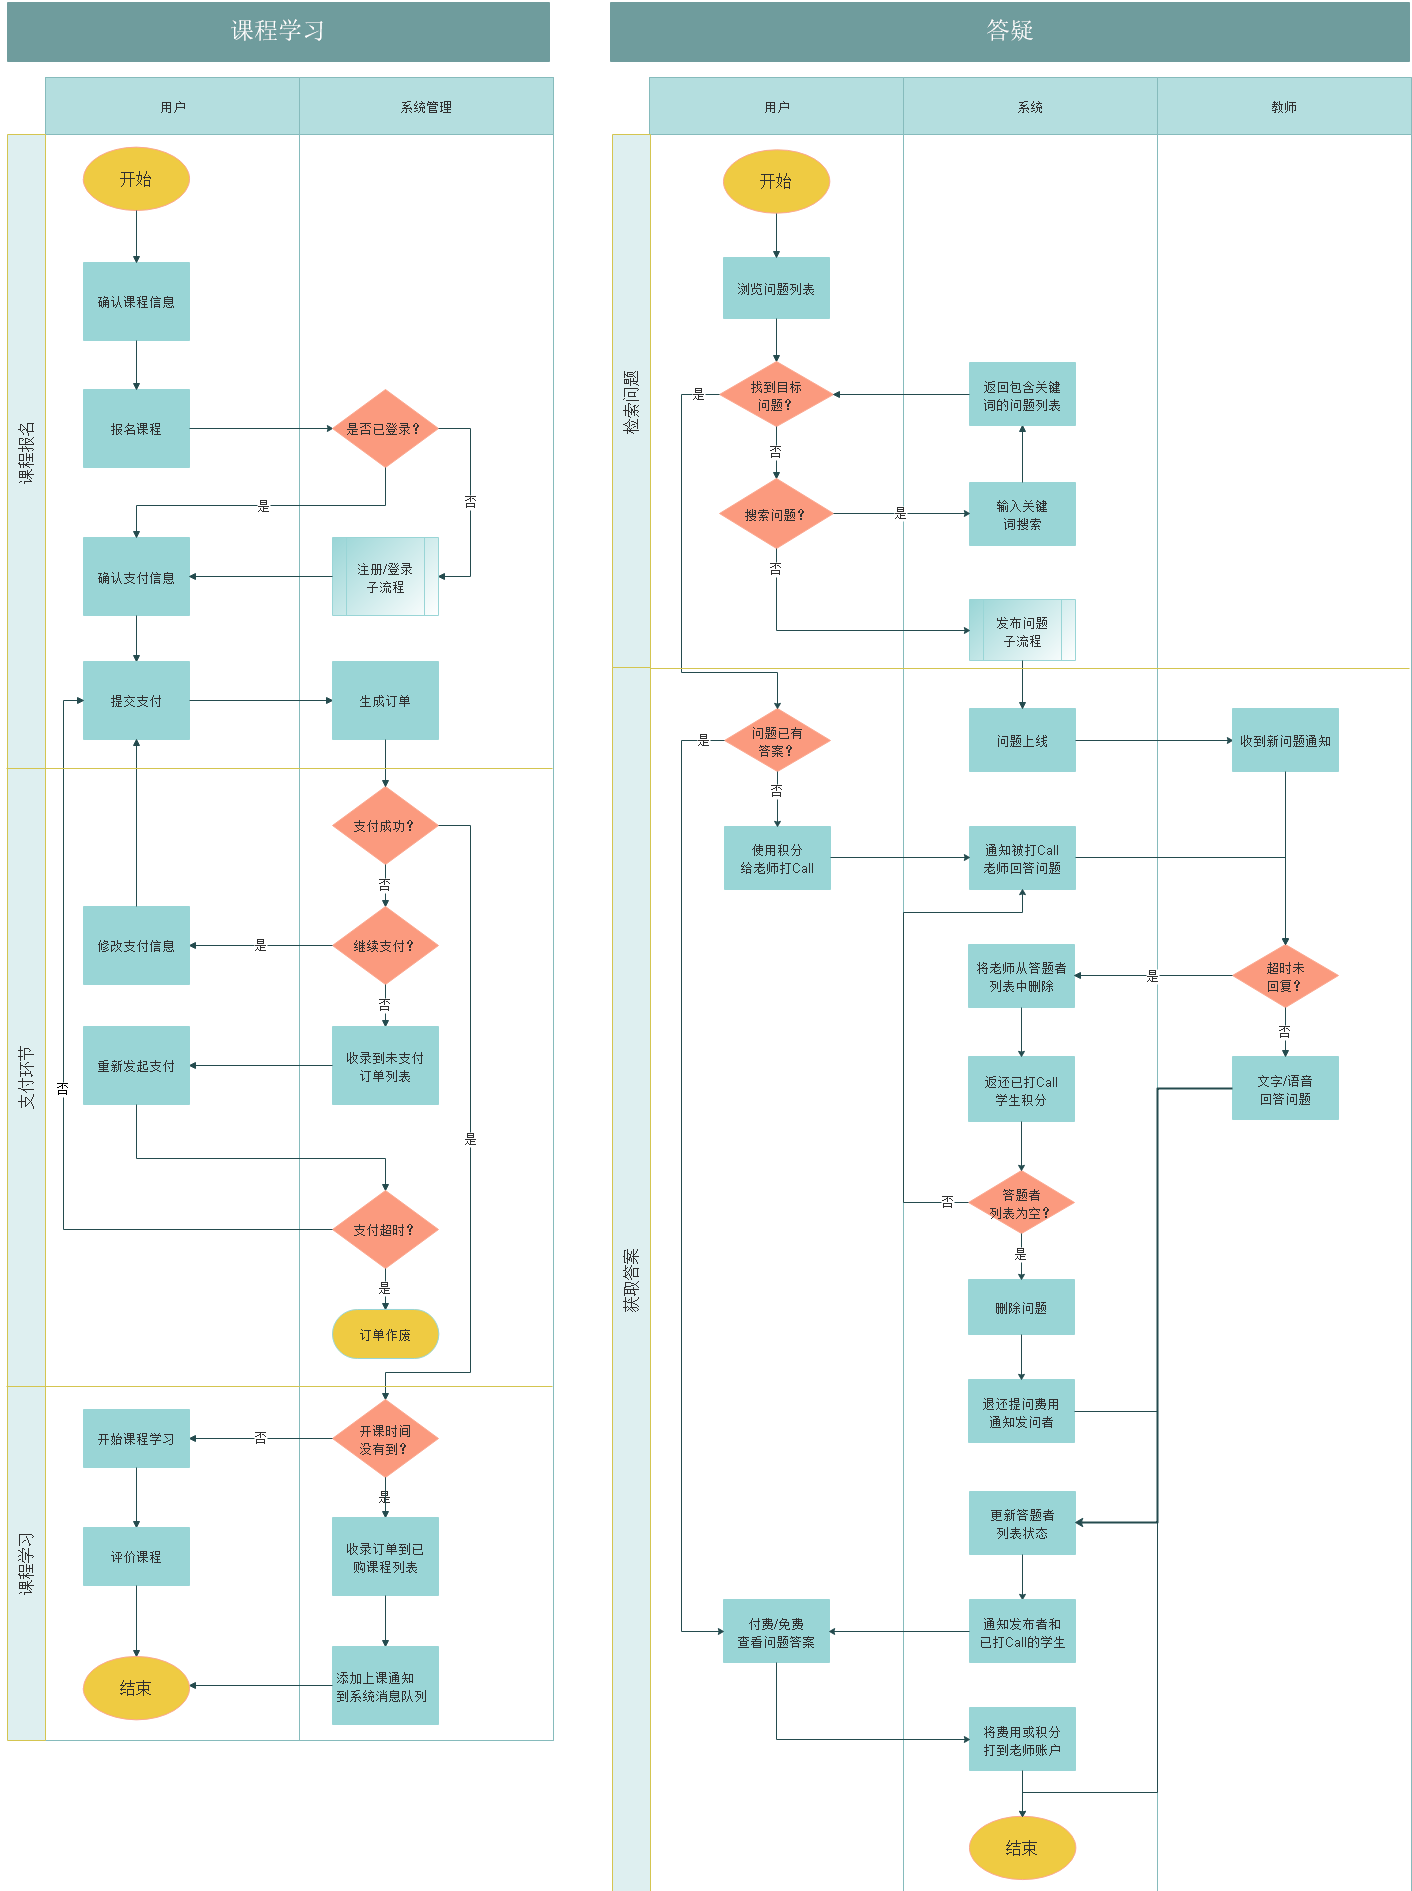 课程学习
用户
系统管理
课程报名
开始
确认课程信息
报名课程
是否已登录？
是
否
确认支付信息
注册/登录
子流程
提交支付
生成订单
支付环节
支付成功？
否
修改支付信息
是
继续支付？
否
重新发起支付
收录到未支付
订单列表
否
是
支付超时？
是
订单作废
课程学习
开始课程学习
否
开课时间
没有到？
是
评价课程
收录订单到已
购课程列表
结束
添加上课通知
到系统消息队列
答疑
用户
系统
教师
检索问题
开始
浏览问题列表
是
找到目标
问题？
返回包含关键
词的问题列表
否
搜索问题？
是
输入关键
词搜索
否
发布问题
子流程
获取答案
是
问题已有
答案？
问题上线
收到新问题通知
否
使用积分
给老师打Call
通知被打Call
老师回答问题
将老师从答题者
列表中删除
是
超时未
回复？
否
返还已打Call
学生积分
文字/语音
回答问题
否
答题者
列表为空？
是
删除问题
退还提问费用
通知发问者
更新答题者
列表状态
付费/免费
查看问题答案
通知发布者和
已打Call的学生
将费用或积分
打到老师账户
结束